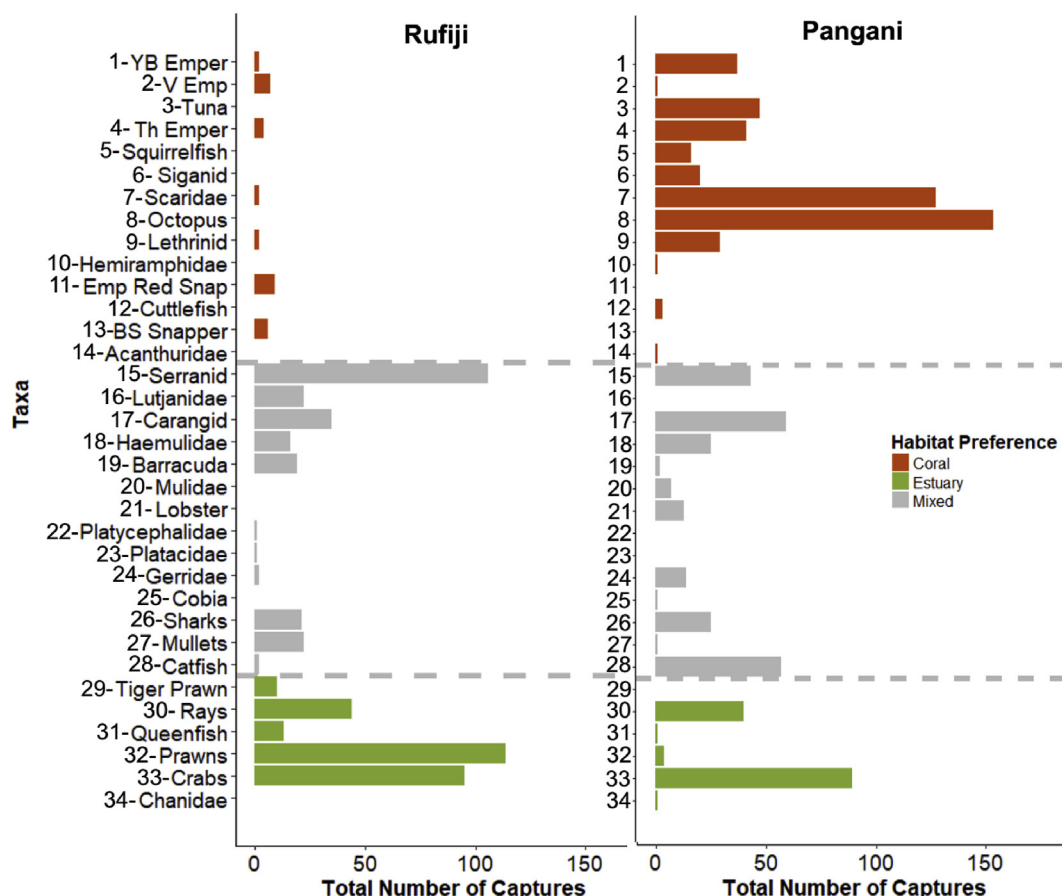 Rufiji
Pangani
Taxa
1-YB Emper
2-V Emp
3-Tuna
4- Th Emper
5-Squirrelfish
6- Siganid
7-Scaridae
8-Octopus
9-Lethrinid
10-Hemiramphidae
11-Emp Red Snap
12-Cuttlefish
13-BS Snapper
14-Acanthuridae
15-Serranid
16-Lutjanidae
17-Carangid
18-Haemulidae
19-Barracuda
20-Mulidae
21-Lobster
22-Platycephalidae
23-Platacidae
24-Gerridae
25-Cobia
26-Sharks
27-Mullets
28-Catfish
29-Tiger Prawn
30-Rays
31-Queenfish
32-Prawns
33-Crabs
34-Chanidae
0 50 100 150
Total Number of Captures
1
2
3
4
5
6
7
8
9
10
11
12
13
14
15
16
17
18
19
20
21
22
23
24
25
26
27
28
29
30
31
32
33
34
0 50 100 150
Total Number of Captures
Habitat Preference
Coral
Estuary
Mixed